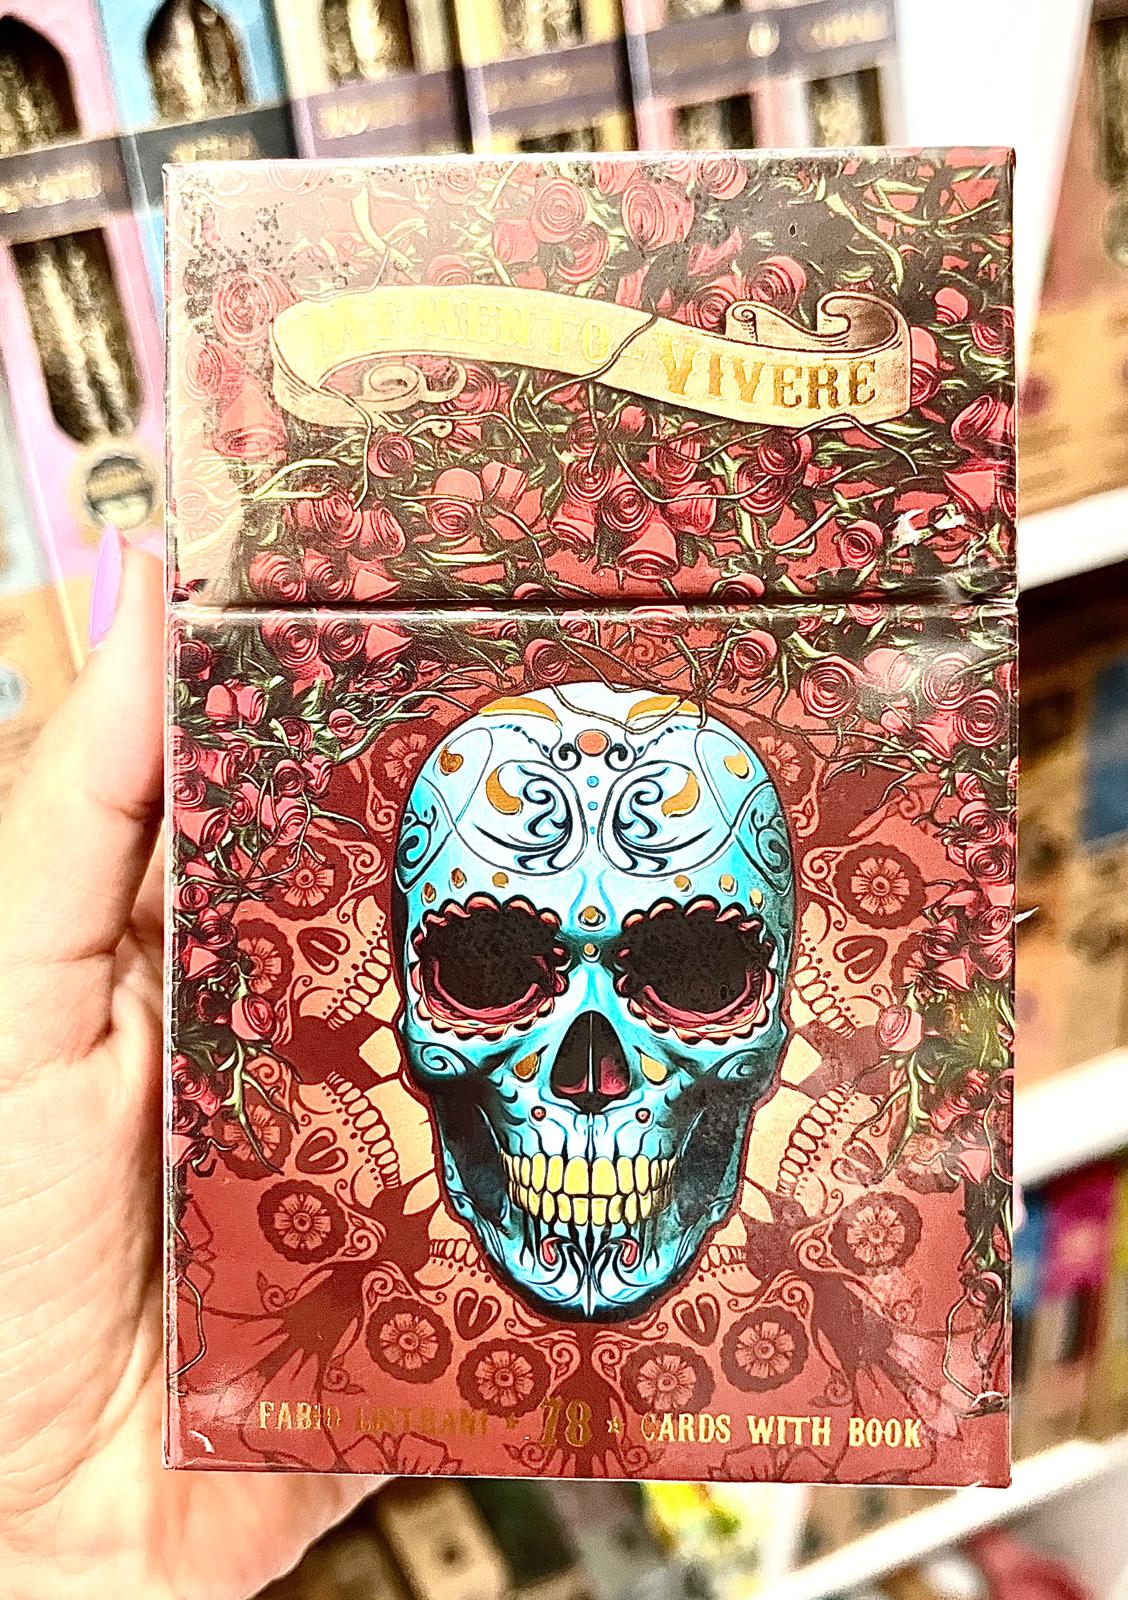 MEMENTO-VIVERE
FABIO LISTRANI * 78 * CARDS WITH BOOK